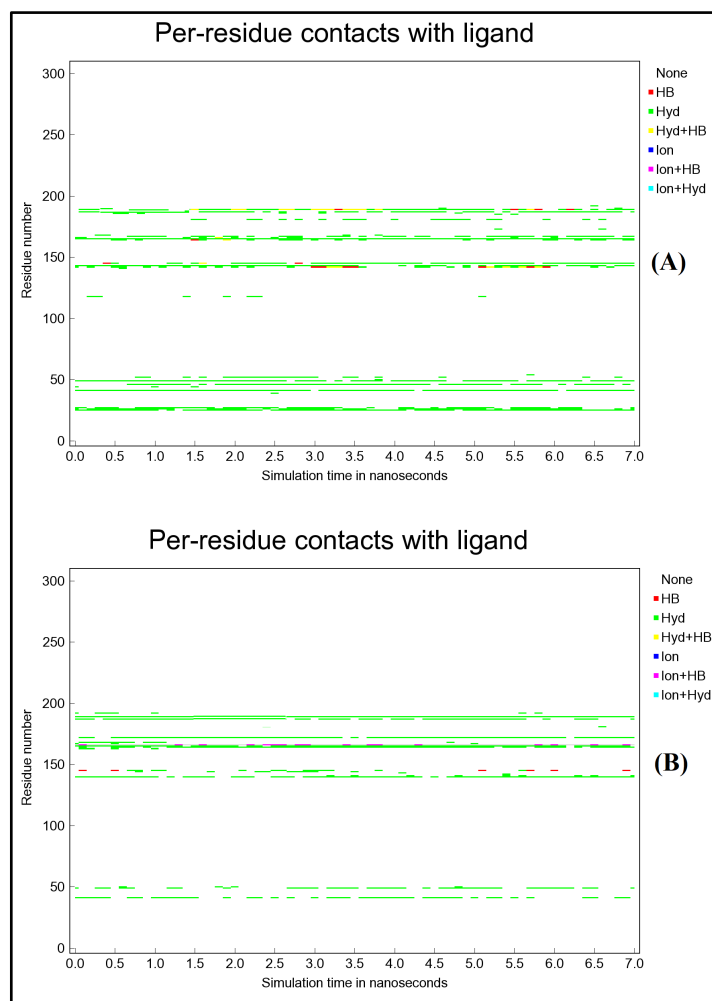 Per-residue contacts with ligand
None
HB
Hyd
Hyd+HB
Ion
Ion+HB
Ion+Hyd
300
250
200
150
100
50
0
Residue number
(A)
0.0 0.5 1.0 1.5 2.0 2.5 3.0 3.5 4.0 4.5 5.0 5.5 6.0 6.5 7.0
Simulation time in nanoseconds
Per-residue contacts with ligand
None
HB
Hyd
Hyd+HB
Ion
Ion+HB
Ion+Hyd
300
250
200
150
100
50
0
Residue number
(B)
0.0 0.5 1.0 1.5 2.0 2.5 3.0 3.5 4.0 4.5 5.0 5.5 6.0 6.5 7.0
Simulation time in nanoseconds